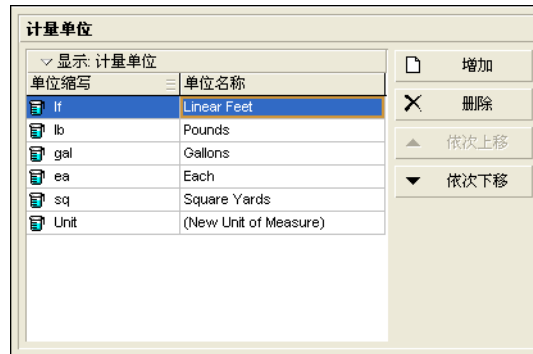 计量单位
显示: 计量单位
单位缩写 单位名称
lf Linear Feet
lb Pounds
gal Gallons
ea Each
sq Square Yards
Unit (New Unit of Measure)
增加
删除
依次上移
依次下移